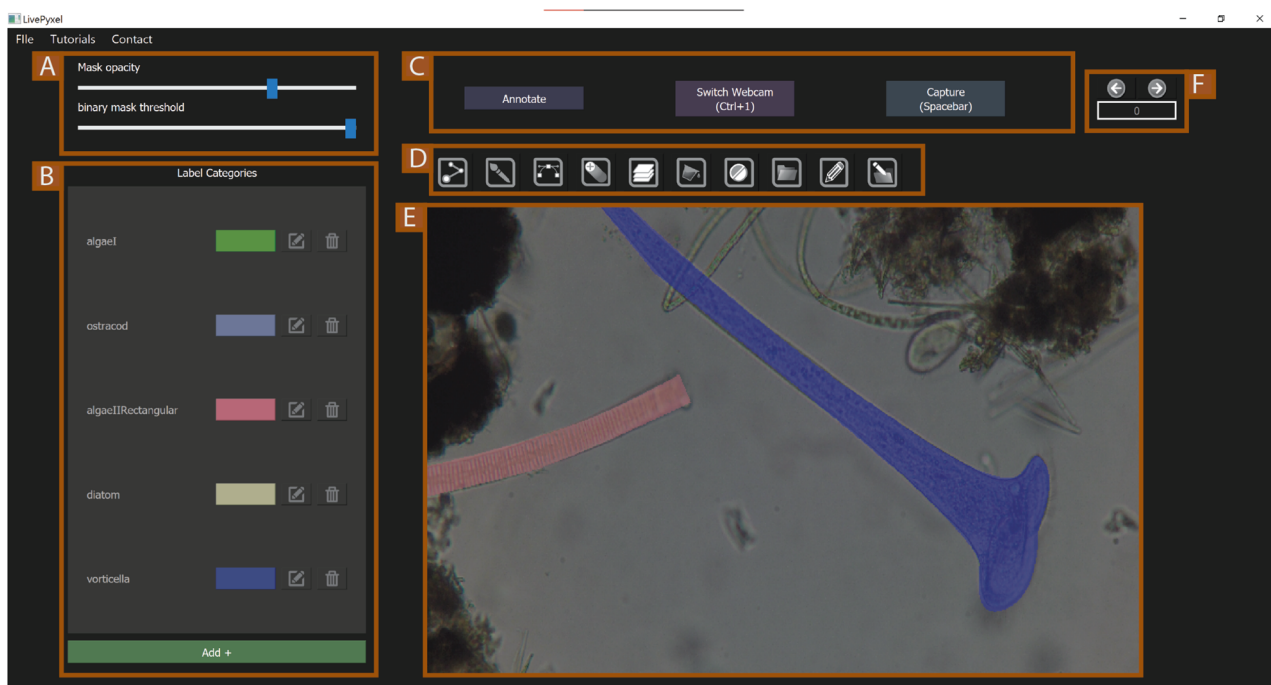 LivePyxel
FIle Tutorials Contact
A
Mask opacity
binary mask threshold
B
Label Categories
algaeI
ostracod
algaeIIRectangular
diatom
vorticella
Add +
C
Annotate
Switch Webcam
(Ctrl+1)
Capture
(Spacebar)
F
0
D
E